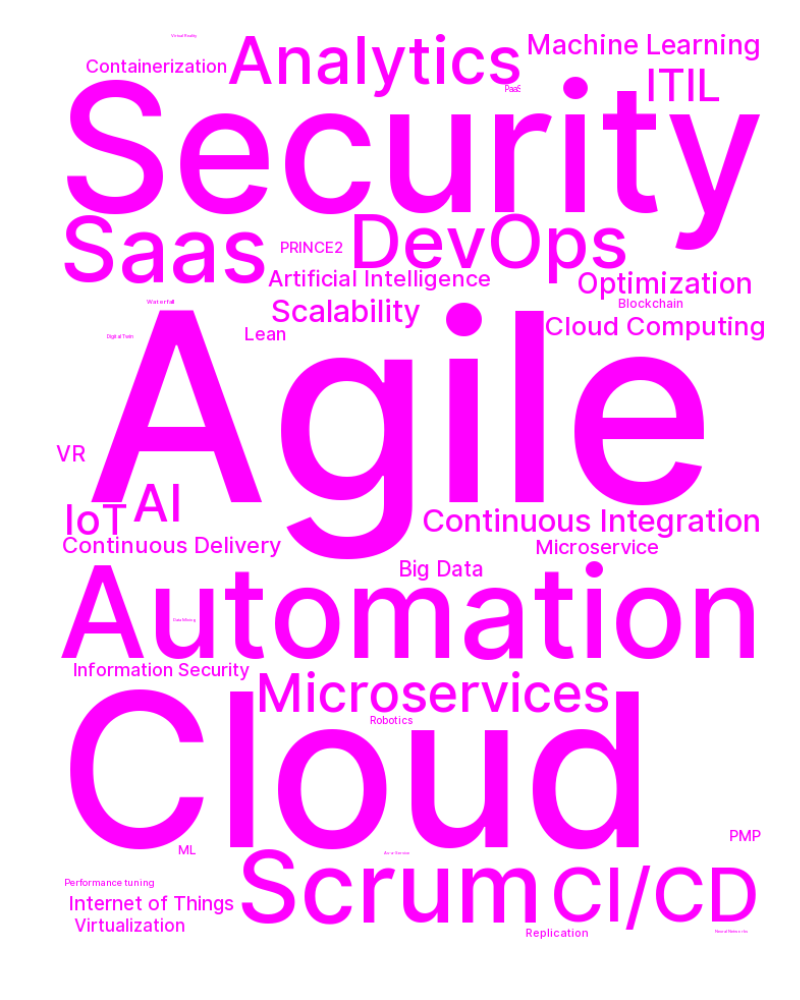 Virtual Reality
Analytics
Machine Learning
Containerization
ITIL
PaaS
Security
Saas
DevOps
PRINCE2
Artificial Intelligence
Optimization
Waterfall
Scalability
Blockchain
Digital Twin
Lean
Cloud Computing
Agile
VR
AI
IoT
Continuous Integration
Continuous Delivery
Microservice
Big Data
Automation
Information Security
Microservices
Robotics
Cloud
PMP
ML
Scrum
CI/CD
Performance tuning
Internet of Things
Virtualization
Replication